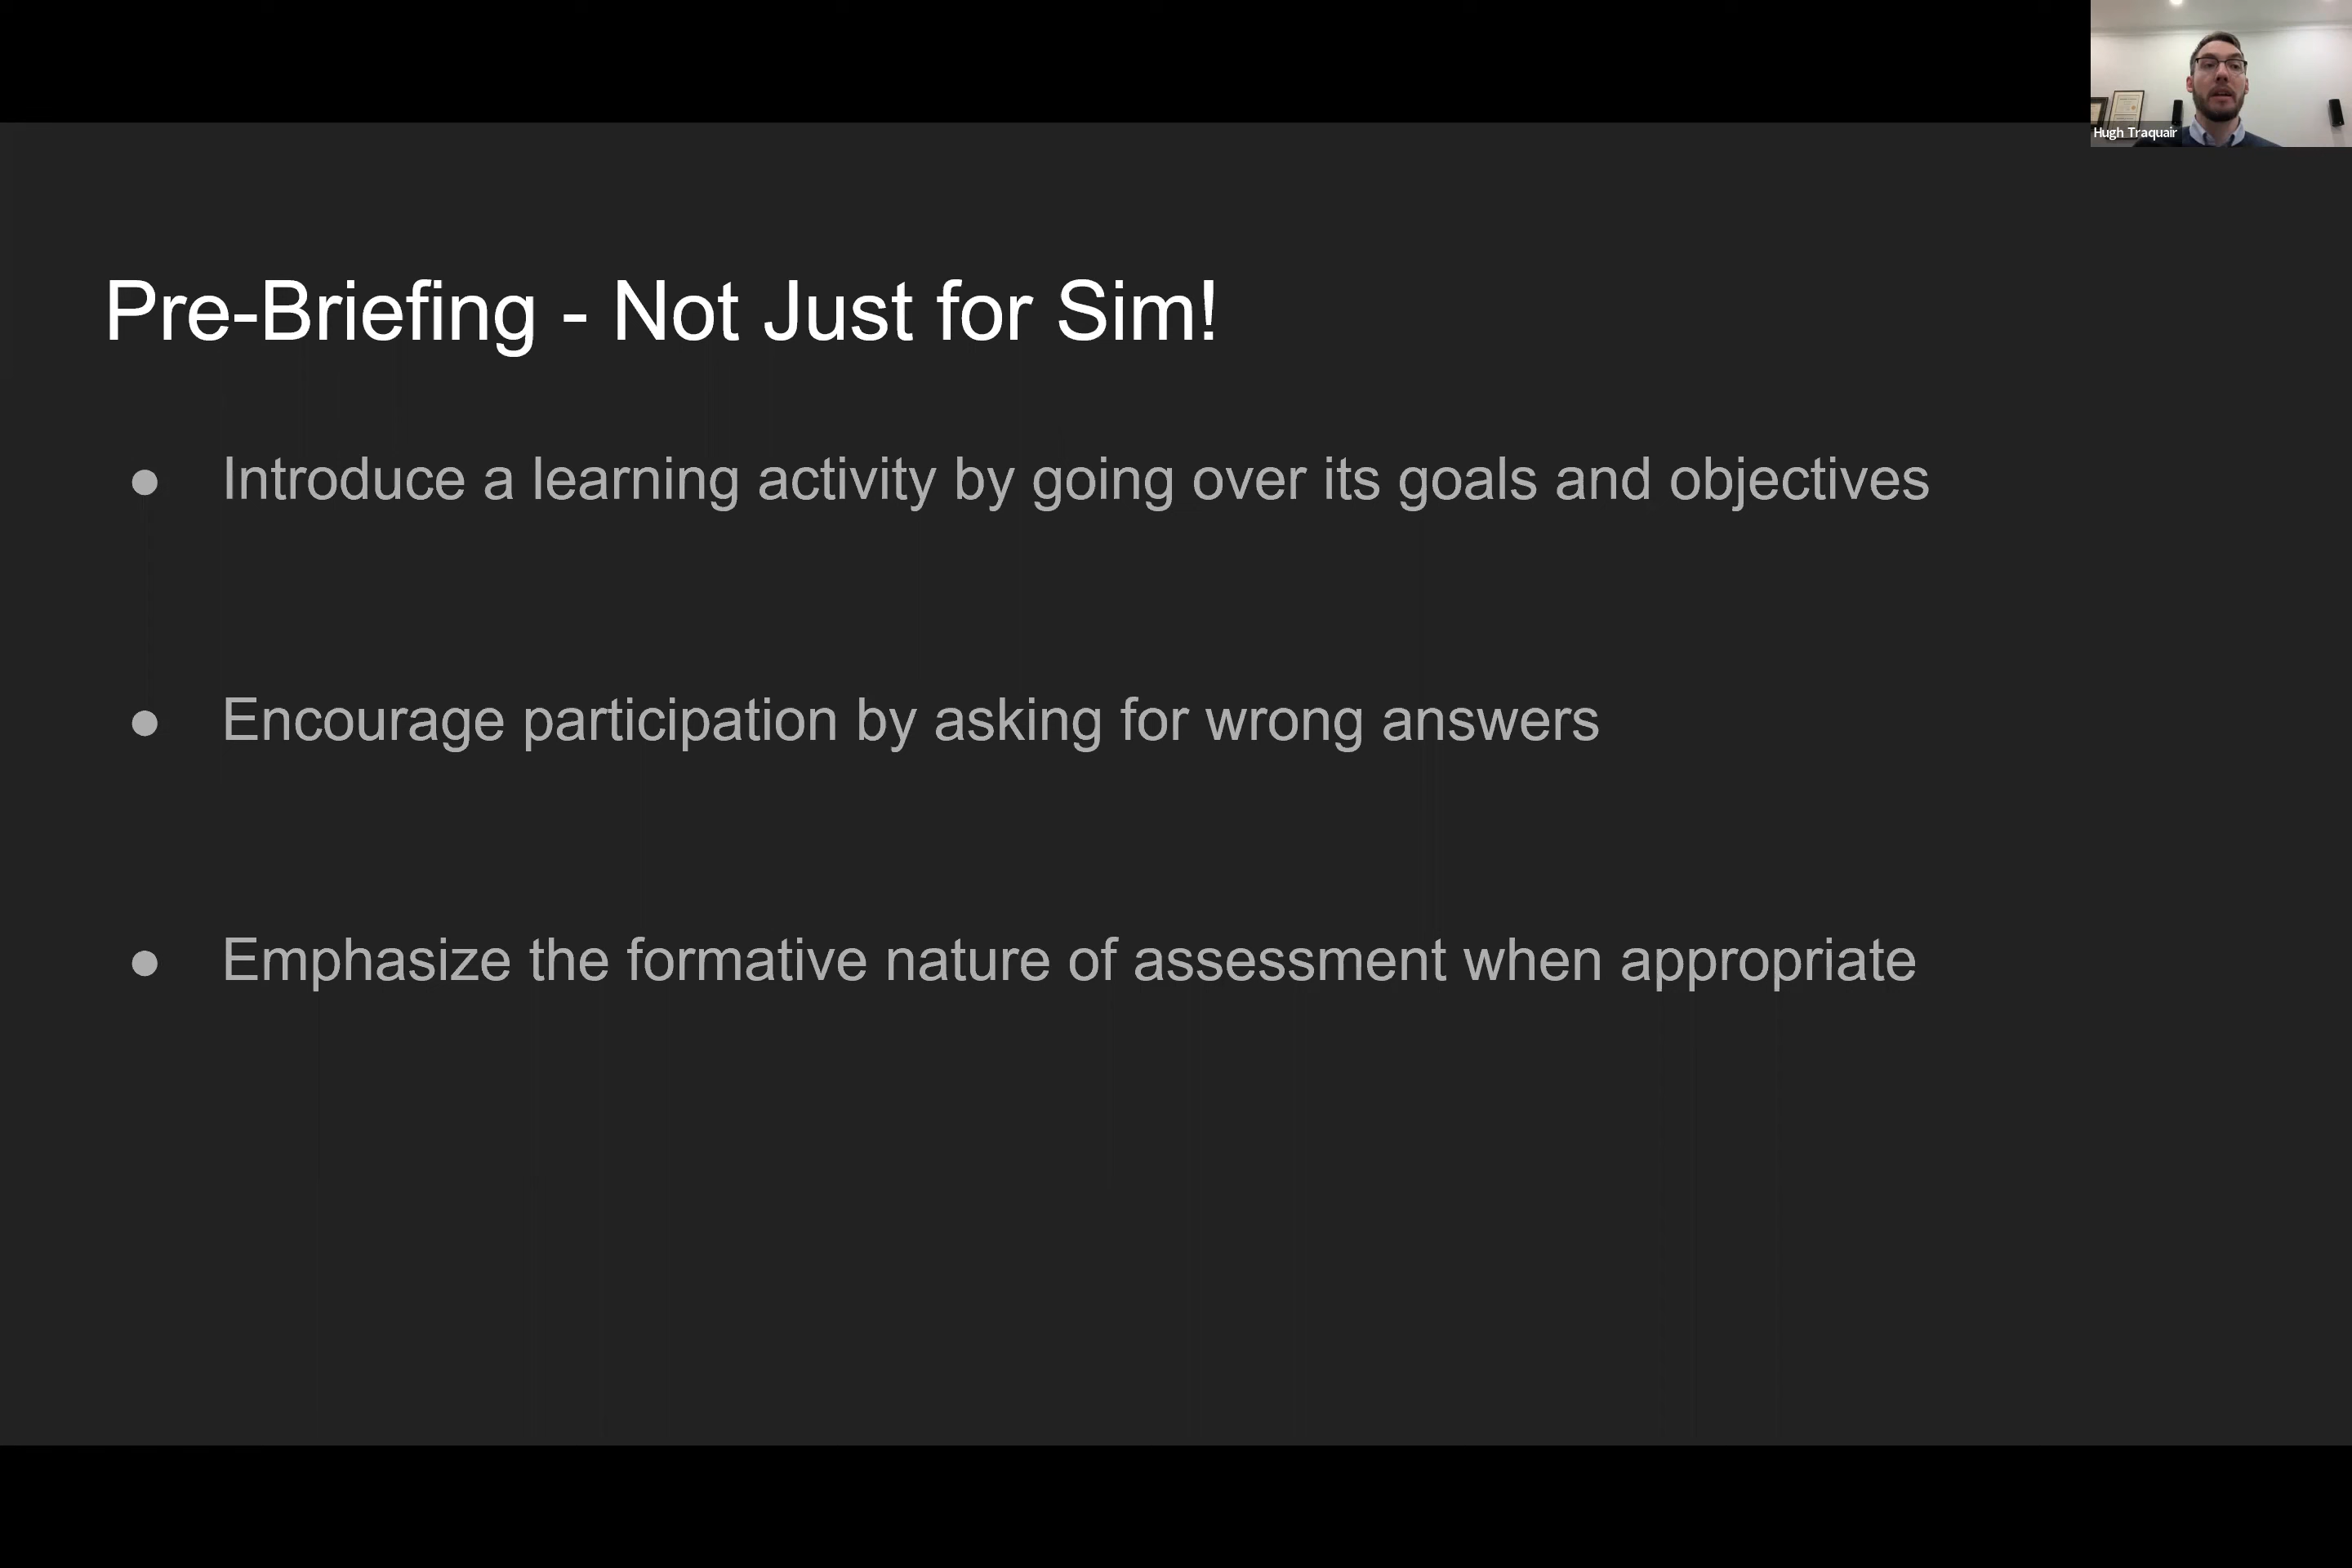 Hugh Traquair
Pre-Briefing - Not Just for Sim!
● Introduce a learning activity by going over its goals and objectives
● Encourage participation by asking for wrong answers
● Emphasize the formative nature of assessment when appropriate